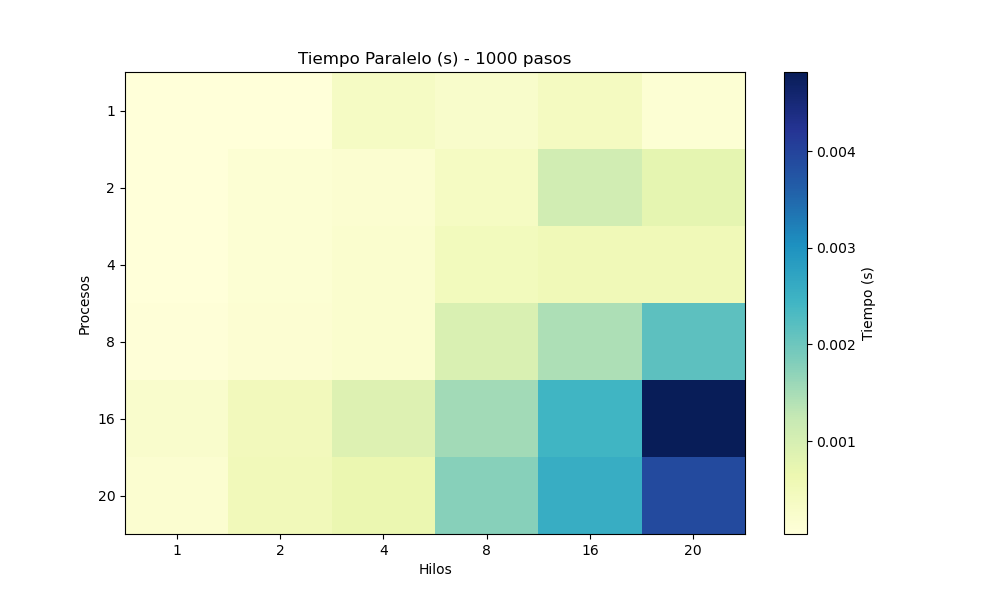 Tiempo Paralelo (s) - 1000 pasos
1
2
4
8
16
20
Procesos
1 2 4 8 16 20
Hilos
0.004
0.003
0.002
0.001
Tiempo (s)